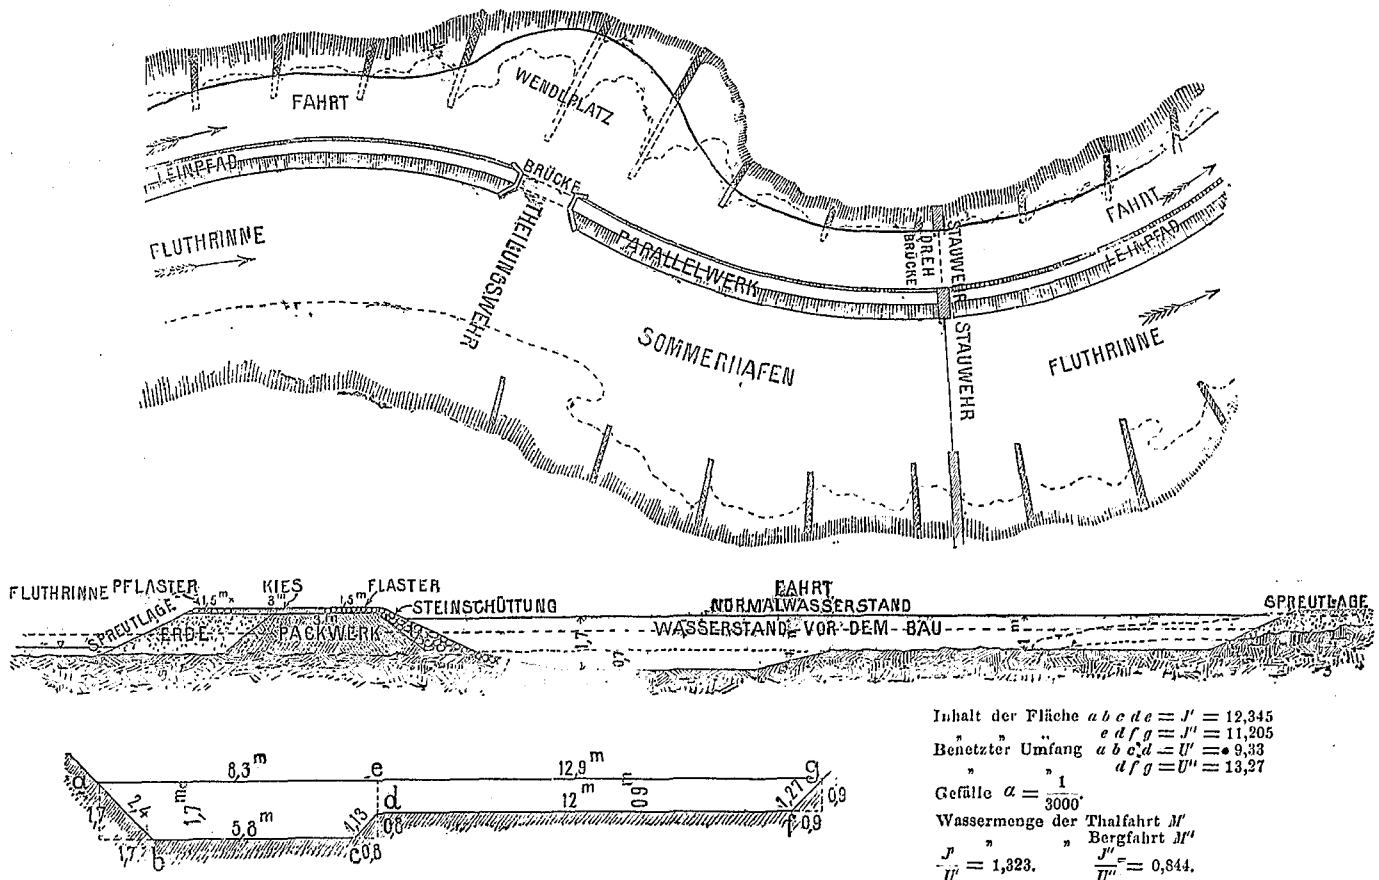 FAHRT
WENDEPLATZ
LEINPFAD
BRÜCKE
THEILUNGSWEHR
FLUTHRINNE
PARALLELWERK
DREH
BRÜCKE
STAUWEHR
FAHRT
LEINPFAD
SOMMERHAFEN
STAUWEHR
FLUTHRINNE
FLUTHRINNE PFLASTER KIES FLASTER FAHRT
1,5m 3m 1,5m STEINSCHÜTTUNG NORMALWASSERSTAND SPREUTLAGE
SPREUTLAGE ERDE PACKWERK 3m WASSERSTAND VOR DEM BAU
1,7
a 8,3m e 12,9m g
2,4 1,7m d 12m 0,9m 1,27 0,9
1,7 5,8m 1,13 0,8 f 0,9
1,7 b c 0,8
Inhalt der Fläche a b c d e = J' = 12,345
" " " e d f g = J'' = 11,205
Benetzter Umfang a b c d = U' = 9,33
" " d f g = U'' = 13,27
Gefälle α = 1/3000.
Wassermenge der Thalfahrt M'
" " Bergfahrt M''
J'/U' = 1,323. J''/U'' = 0,844.